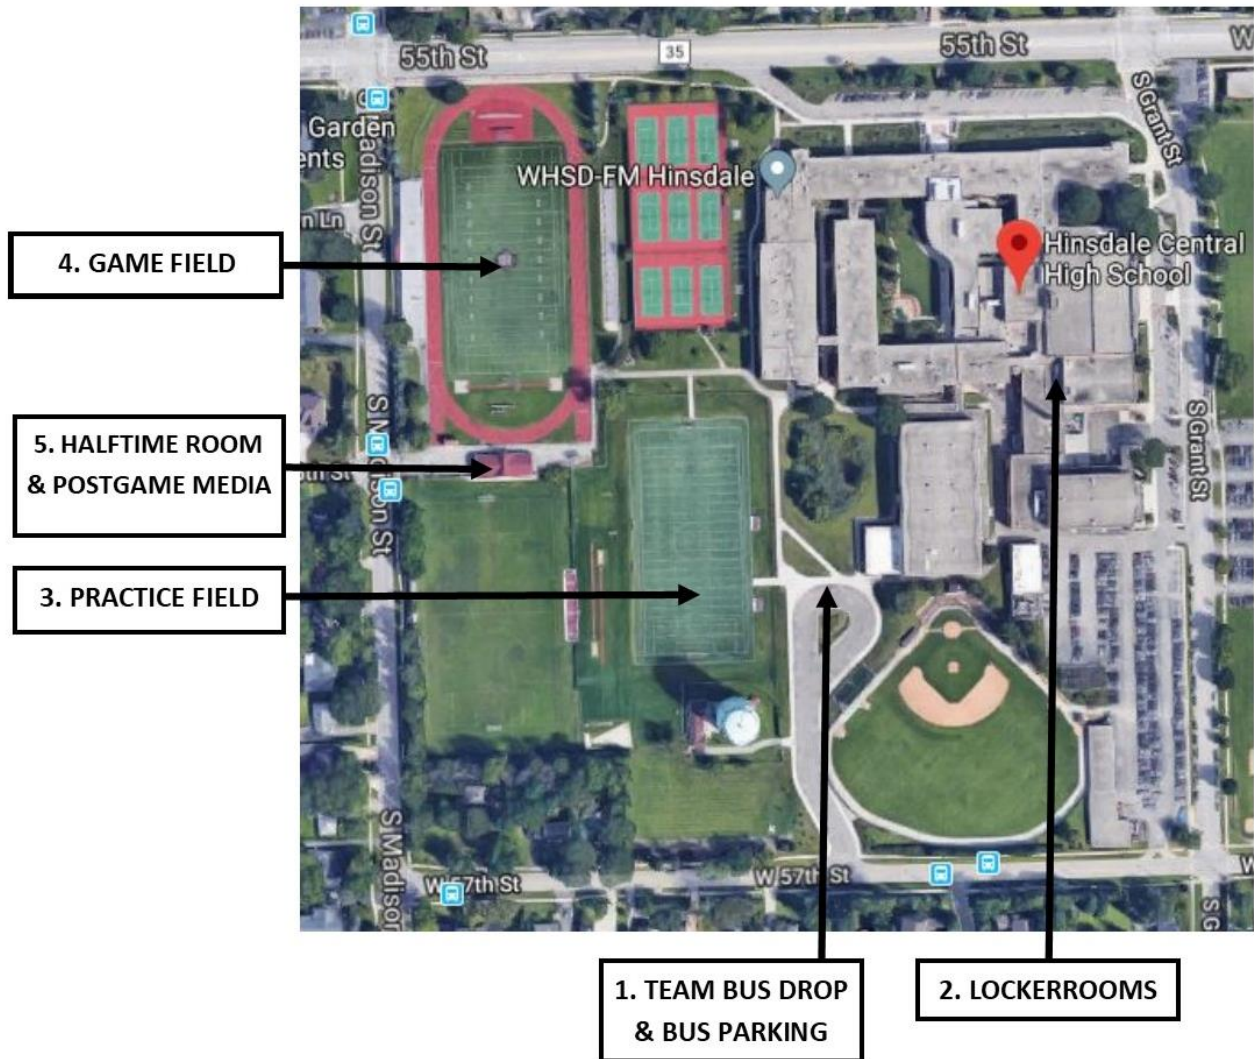 55th St
35
55th St
W
S Grant St
Garden
ents
S Madison St
n Ln
WHSD-FM Hinsdale
Hinsdale Central
High School
4. GAME FIELD
5. HALFTIME ROOM
& POSTGAME MEDIA
S Grant St
3. PRACTICE FIELD
S Madison
W 57th St
W 57th St
W
S G
1. TEAM BUS DROP
& BUS PARKING
2. LOCKERROOMS